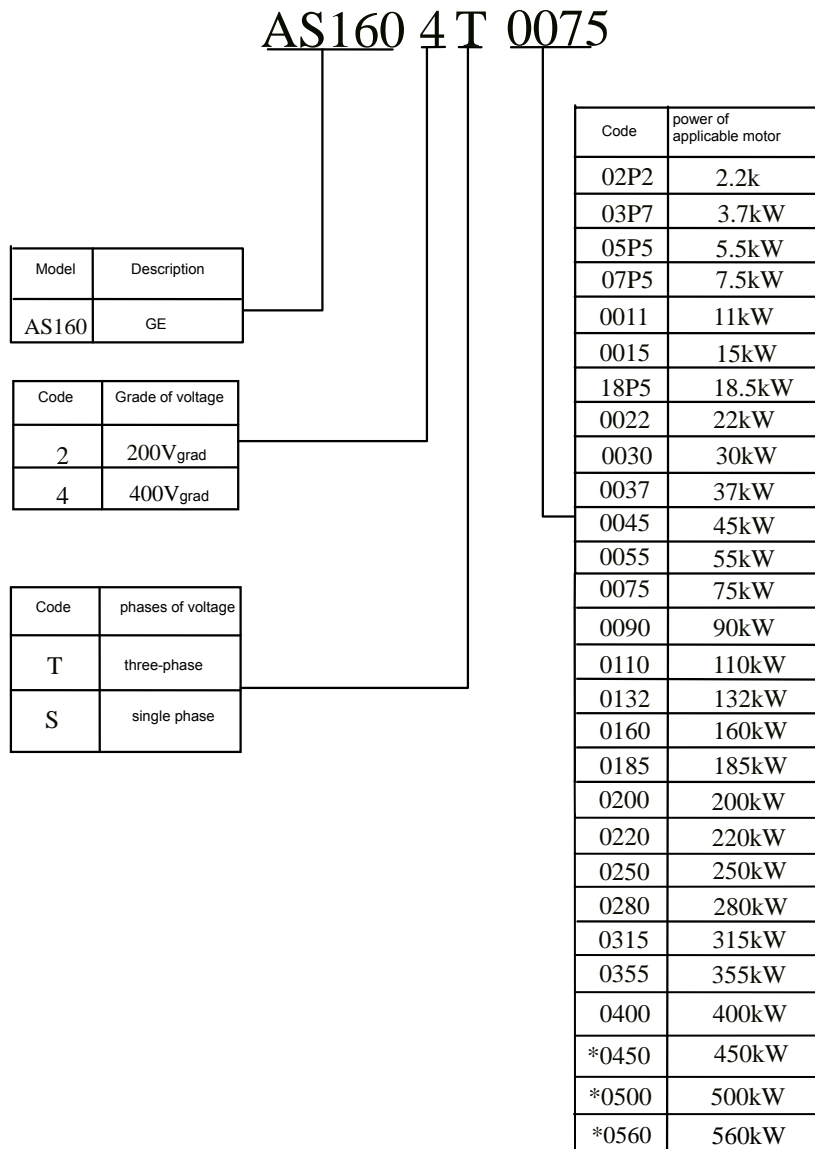 AS160 4 T 0075
Code power of applicable motor
02P2 2.2k
03P7 3.7kW
05P5 5.5kW
07P5 7.5kW
0011 11kW
0015 15kW
18P5 18.5kW
0022 22kW
0030 30kW
0037 37kW
0045 45kW
0055 55kW
0075 75kW
0090 90kW
0110 110kW
0132 132kW
0160 160kW
0185 185kW
0200 200kW
0220 220kW
0250 250kW
0280 280kW
0315 315kW
0355 355kW
0400 400kW
*0450 450kW
*0500 500kW
*0560 560kW
Model Description
AS160 GE
Code Grade of voltage
2 200Vgrad
4 400Vgrad
Code phases of voltage
T three-phase
S single phase